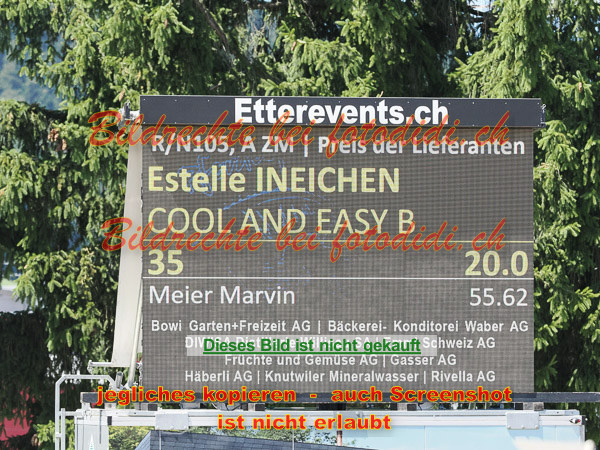 Etterevents.ch
Bildrechte bei fotodidi.ch
R/N105, A ZM | Preis der Lieferanten
Estelle INEICHEN
COOL AND EASY B
Bildrechte bei fotodidi.ch
35 20.0
Meier Marvin 55.62
Bowi Garten+Freizeit AG | Bäckerei- Konditorei Waber AG
Schweiz AG
Dieses Bild ist nicht gekauft
Früchte und Gemüse AG | Gasser AG
Häberli AG | Knutwiler Mineralwasser | Rivella AG
jegliches kopieren - auch Screenshot
ist nicht erlaubt